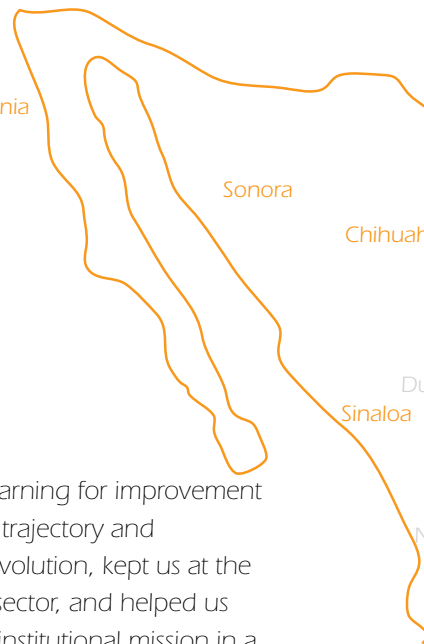 nia
Sonora
Chihuah
Du
Sinaloa
N
arning for improvement
trajectory and
volution, kept us at the
sector, and helped us
institutional mission in a